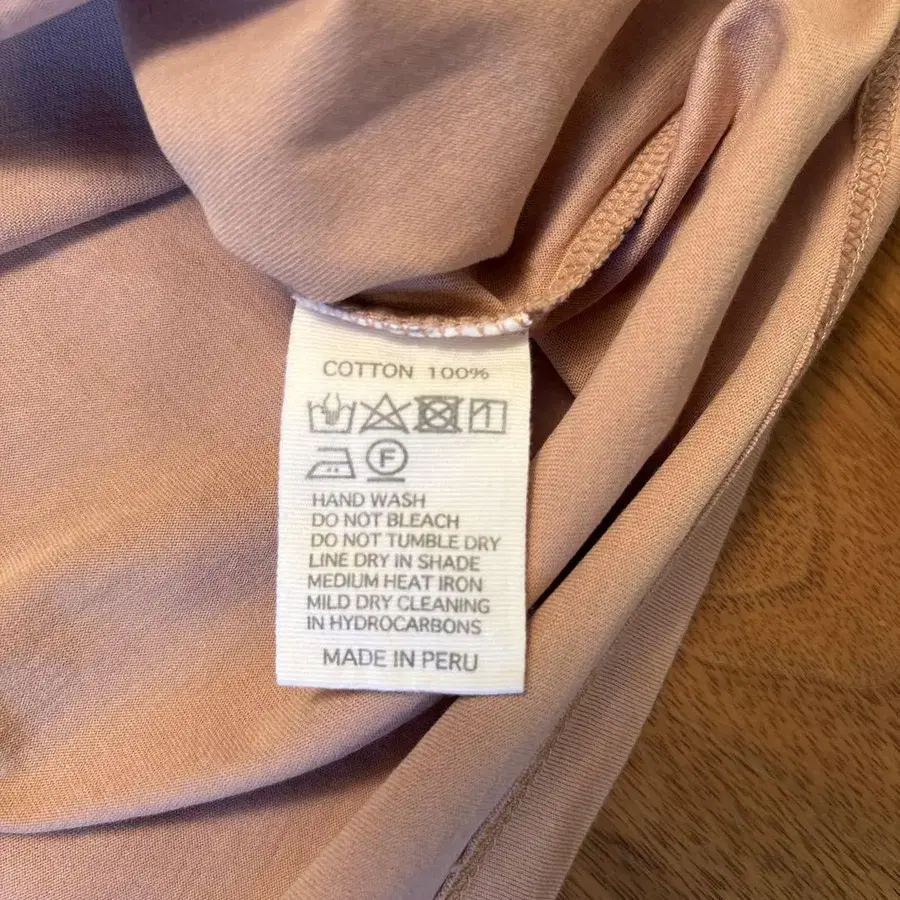 COTTON 100%
F
HAND WASH
DO NOT BLEACH
DO NOT TUMBLE DRY
LINE DRY IN SHADE
MEDIUM HEAT IRON
MILD DRY CLEANING
IN HYDROCARBONS
MADE IN PERU